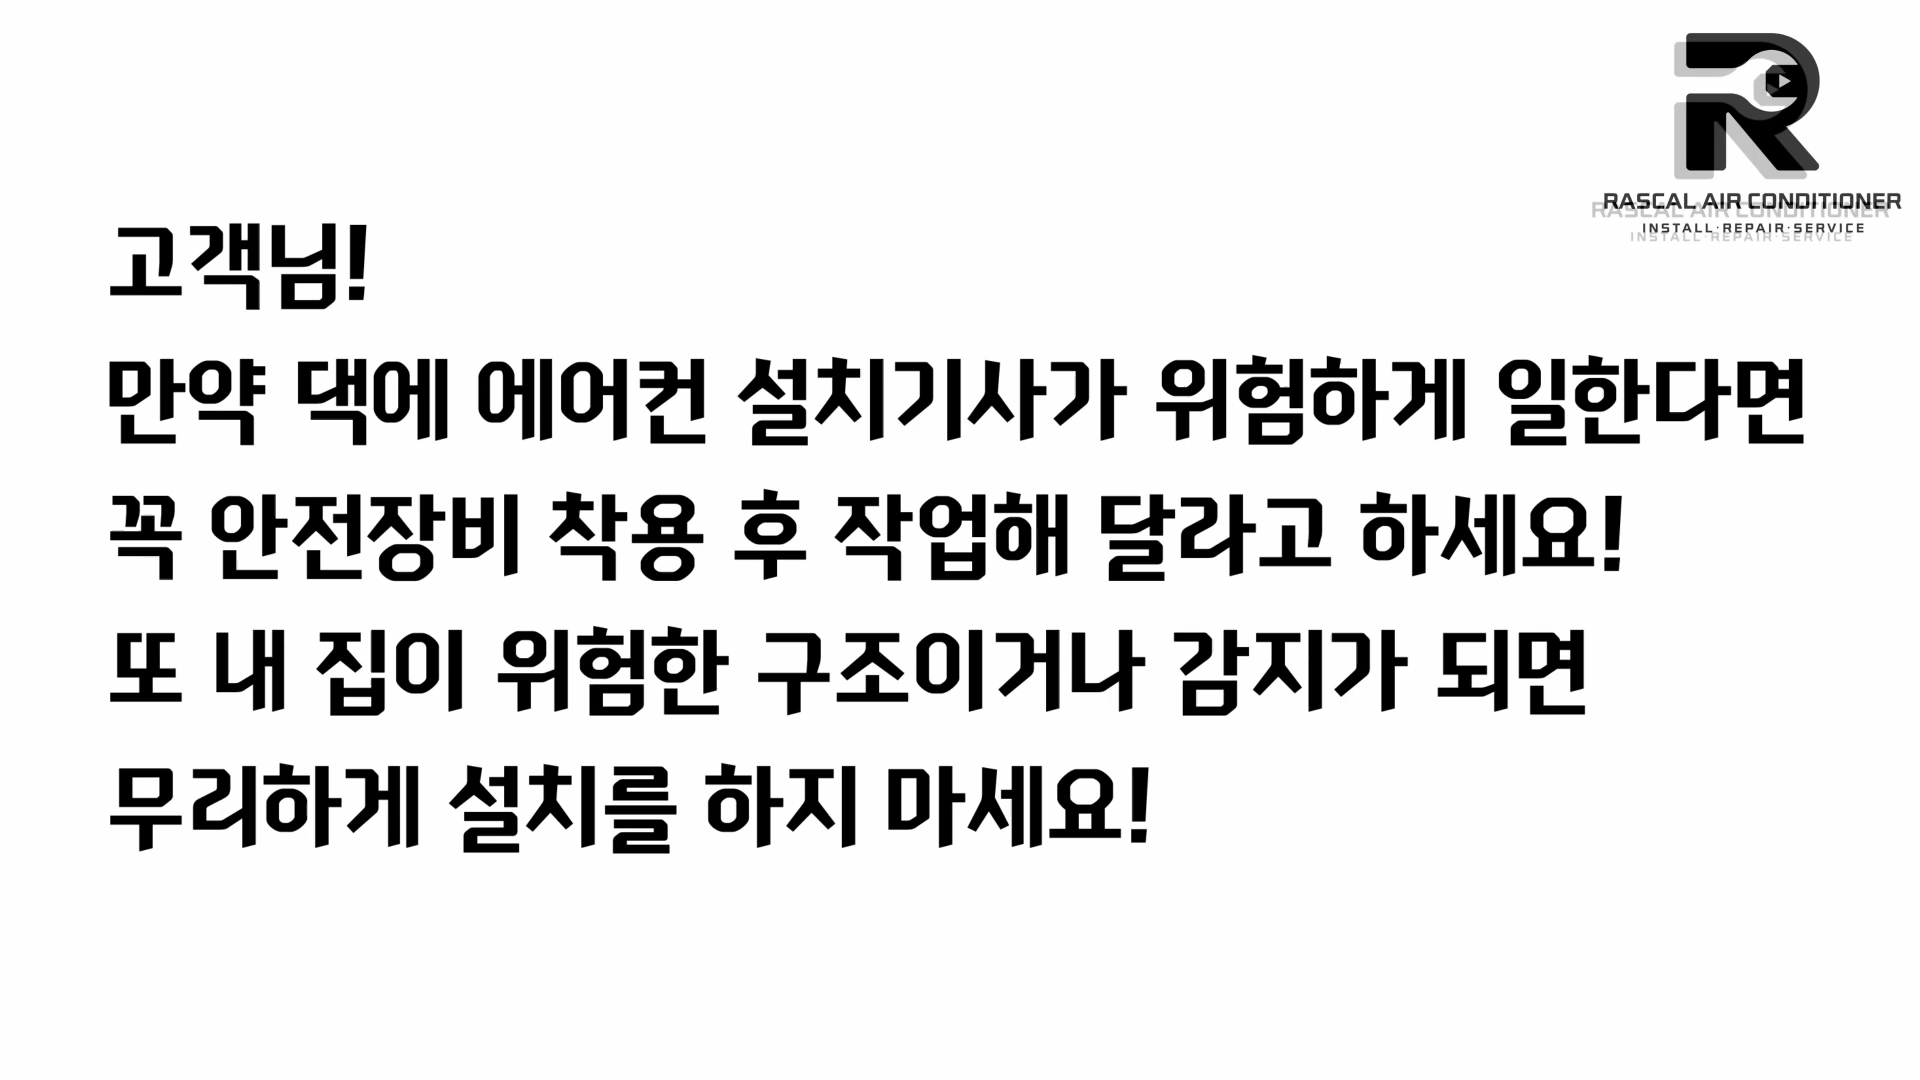 RASCAL AIR CONDITIONER
INSTALL·REPAIR·SERVICE
고객님!
만약 댁에 에어컨 설치기사가 위험하게 일한다면
꼭 안전장비 착용 후 작업해 달라고 하세요!
또 내 집이 위험한 구조이거나 감지가 되면
무리하게 설치를 하지 마세요!